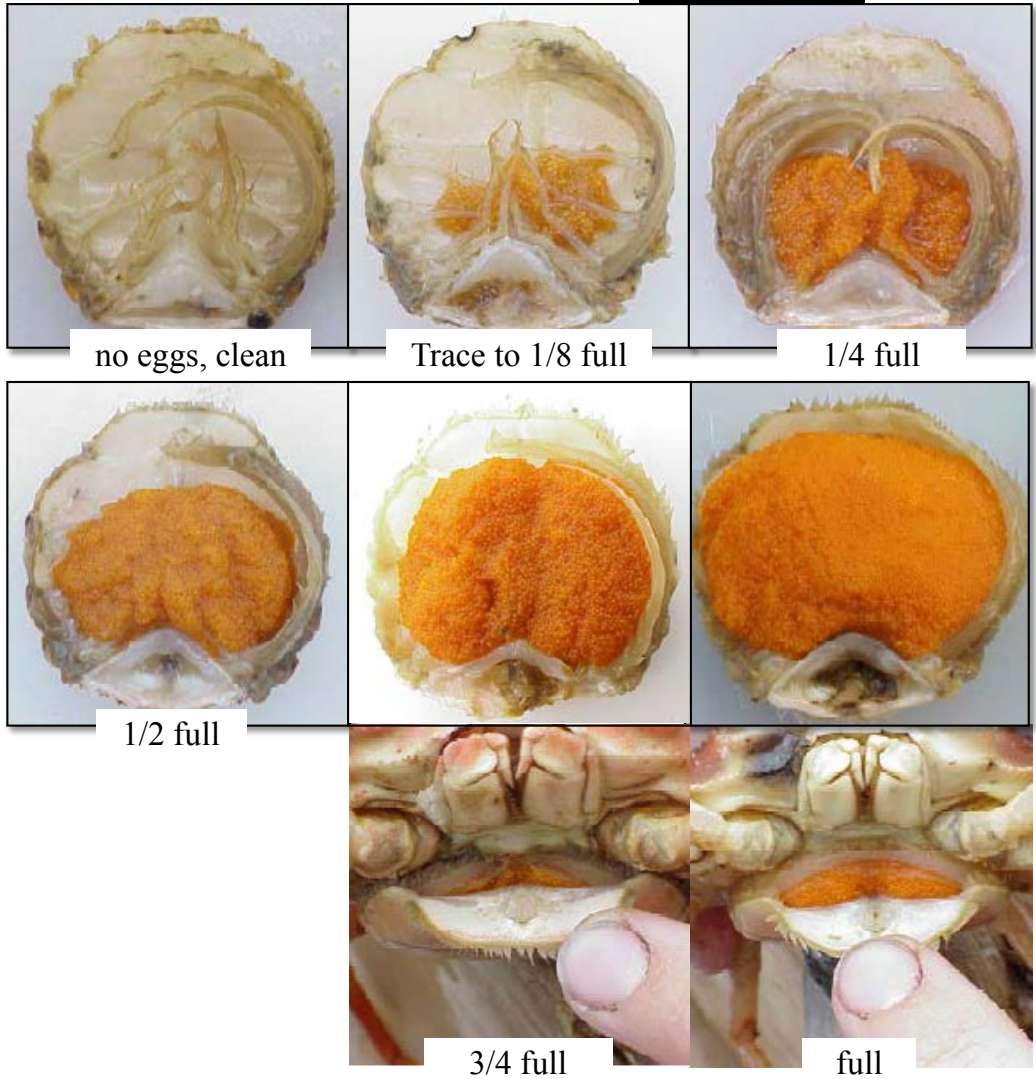 no eggs, clean
Trace to 1/8 full
1/4 full
1/2 full
3/4 full
full